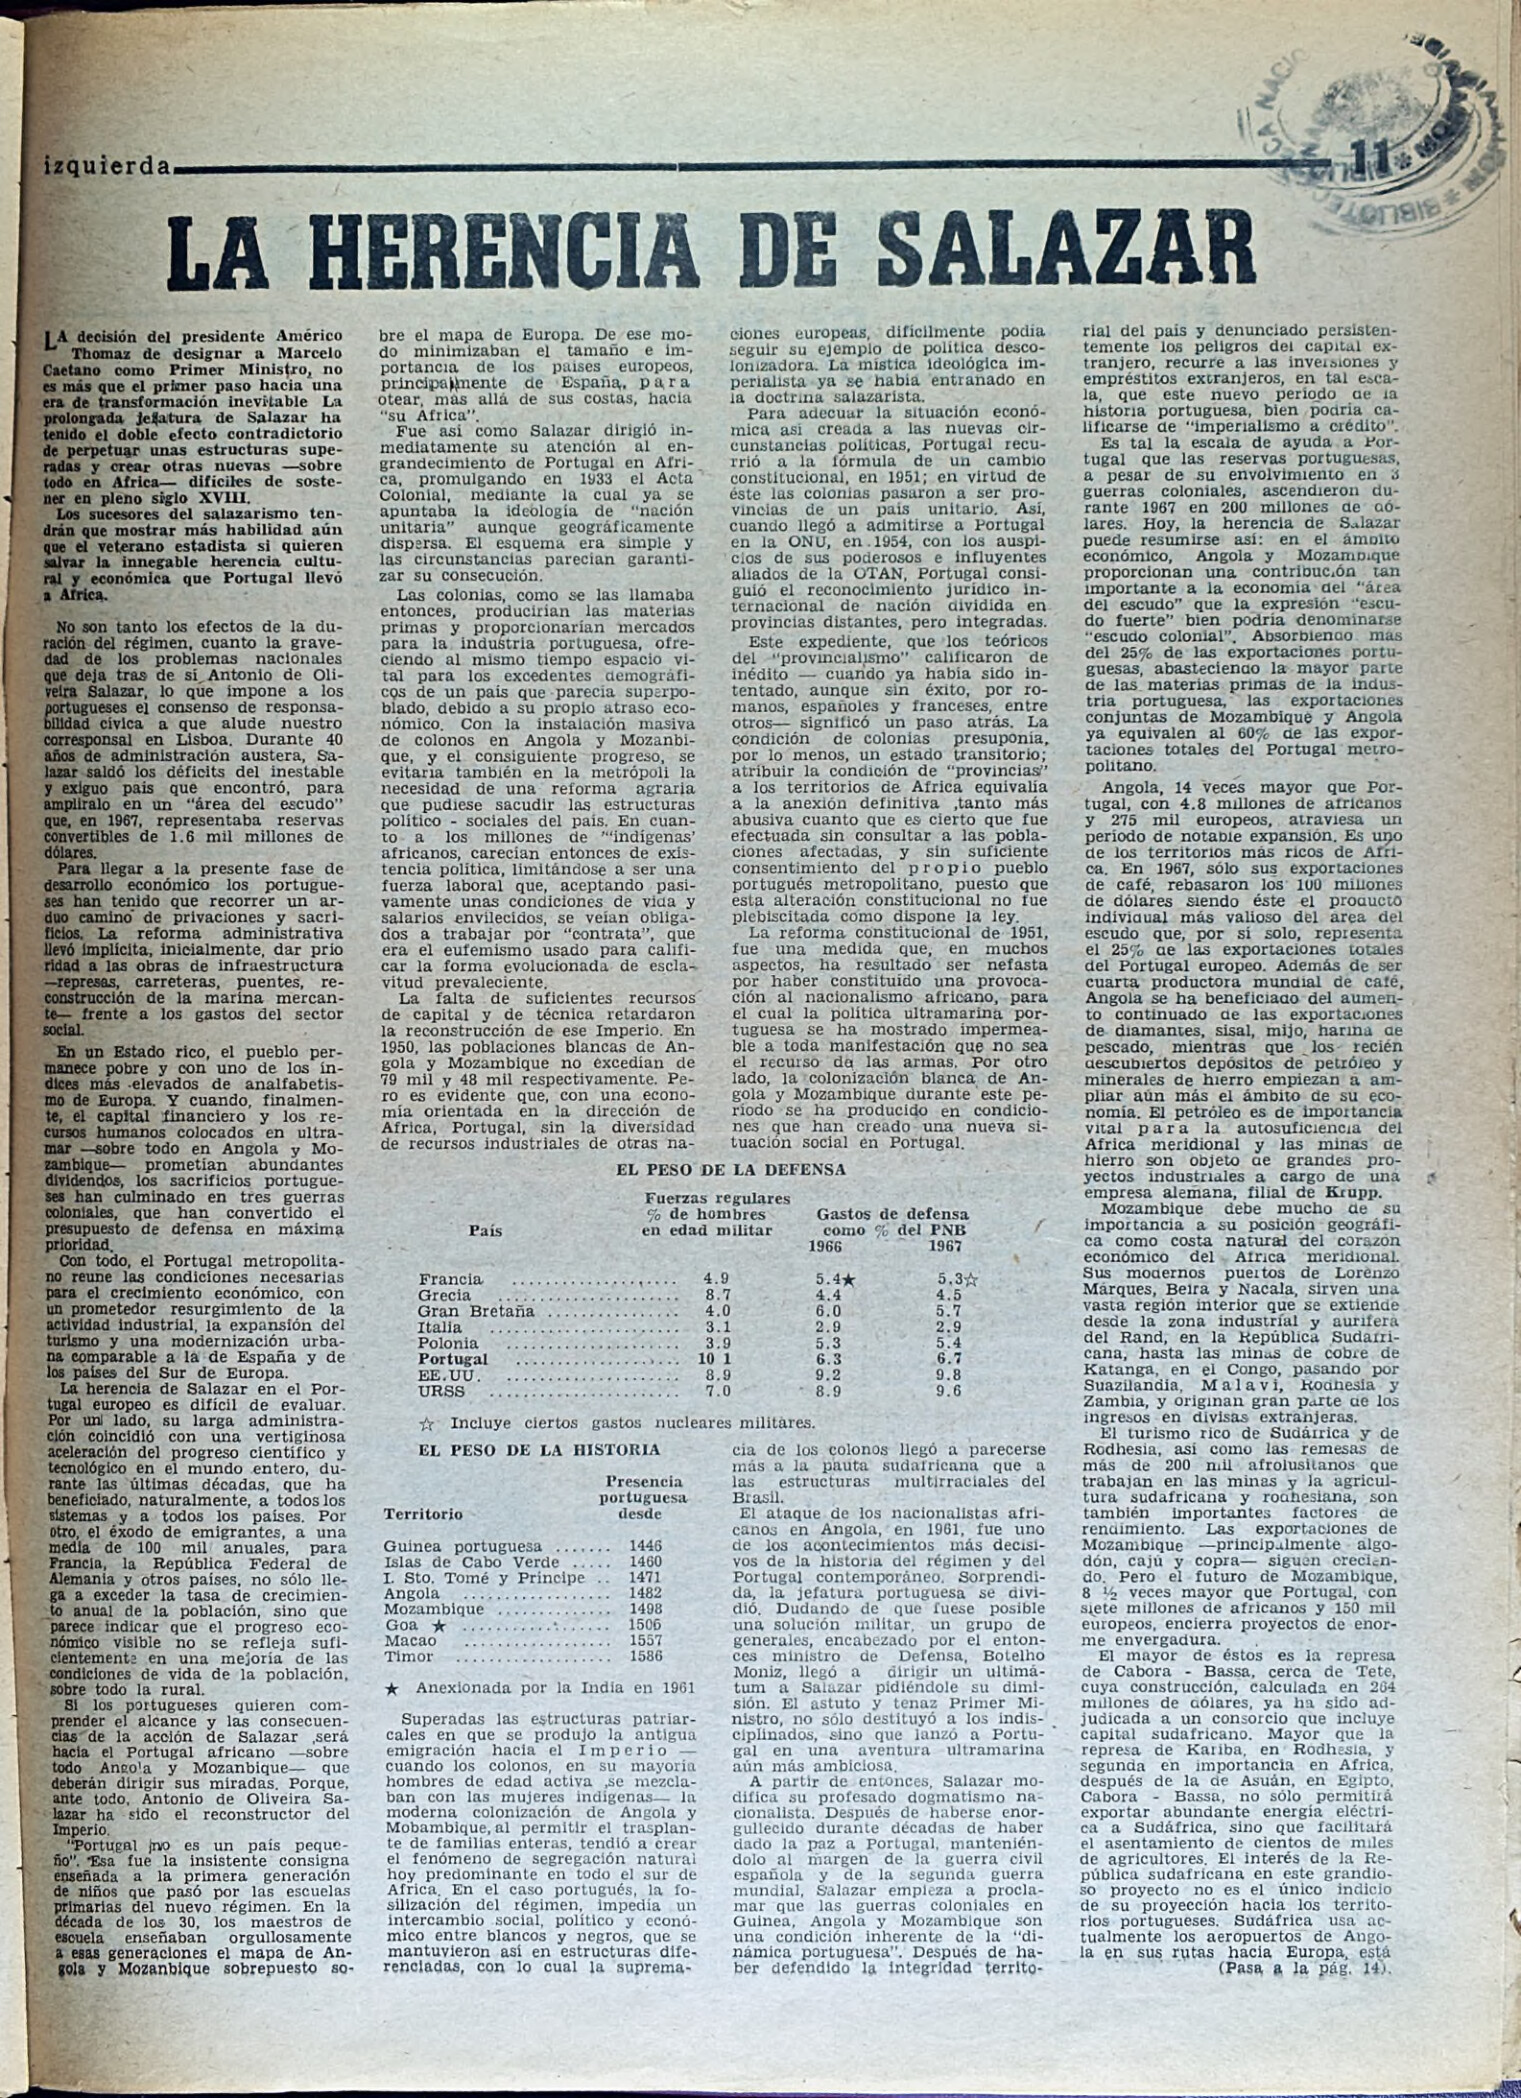 izquierda
11
BIBLIOTECA NACIO
LA HERENCIA DE SALAZAR
LA decisión del presidente Américo
Thomaz de designar a Marcelo
Caetano como Primer Ministro, no
es más que el primer paso hacia una
era de transformación inevitable La
prolongada jefatura de Salazar ha
tenido el doble efecto contradictorio
de perpetuar unas estructuras supe-
radas y crear otras nuevas —sobre
todo en Africa— difíciles de soste-
ner en pleno siglo XVIII.
Los sucesores del salazarismo ten-
drán que mostrar más habilidad aún
que el veterano estadista si quieren
salvar la innegable herencia cultu-
ral y económica que Portugal llevó
a Africa.
No son tanto los efectos de la du-
ración del régimen, cuanto la grave-
dad de los problemas nacionales
que deja tras de sí Antonio de Oli-
veira Salazar, lo que impone a los
portugueses el consenso de responsa-
bilidad cívica a que alude nuestro
corresponsal en Lisboa. Durante 40
años de administración austera, Sa-
lazar saldó los déficits del inestable
y exiguo país que encontró, para
ampliralo en un "área del escudo"
que, en 1967, representaba reservas
convertibles de 1.6 mil millones de
dólares.
Para llegar a la presente fase de
desarrollo económico los portugue-
ses han tenido que recorrer un ar-
duo camino de privaciones y sacri-
ficios. La reforma administrativa
llevó implícita, inicialmente, dar prio
ridad a las obras de infraestructura
—represas, carreteras, puentes, re-
construcción de la marina mercan-
te— frente a los gastos del sector
social.
En un Estado rico, el pueblo per-
manece pobre y con uno de los ín-
dices más elevados de analfabetis-
mo de Europa. Y cuando, finalmen-
te, el capital financiero y los re-
cursos humanos colocados en ultra-
mar —sobre todo en Angola y Mo-
zambique— prometían abundantes
dividendos, los sacrificios portugue-
ses han culminado en tres guerras
coloniales, que han convertido el
presupuesto de defensa en máxima
prioridad.
Con todo, el Portugal metropolita-
no reune las condiciones necesarias
para el crecimiento económico, con
un prometedor resurgimiento de la
actividad industrial, la expansión del
turismo y una modernización urba-
na comparable a la de España y de
los países del Sur de Europa.
La herencia de Salazar en el Por-
tugal europeo es difícil de evaluar.
Por un lado, su larga administra-
ción coincidió con una vertiginosa
aceleración del progreso científico y
tecnológico en el mundo entero, du-
rante las últimas décadas, que ha
beneficiado, naturalmente, a todos los
sistemas y a todos los países. Por
otro, el éxodo de emigrantes, a una
media de 100 mil anuales, para
Francia, la República Federal de
Alemania y otros países, no sólo lle-
ga a exceder la tasa de crecimien-
to anual de la población, sino que
parece indicar que el progreso eco-
nómico visible no se refleja sufi-
cientemente en una mejoría de las
condiciones de vida de la población,
sobre todo la rural.
Si los portugueses quieren com-
prender el alcance y las consecuen-
cias de la acción de Salazar ,será
hacia el Portugal africano —sobre
todo Angola y Mozanbique— que
deberán dirigir sus miradas. Porque,
ante todo, Antonio de Oliveira Sa-
lazar ha sido el reconstructor del
Imperio.
"Portugal no es un país peque-
ño". Esa fue la insistente consigna
enseñada a la primera generación
de niños que pasó por las escuelas
primarias del nuevo régimen. En la
década de los 30, los maestros de
escuela enseñaban orgullosamente
a esas generaciones el mapa de An-
gola y Mozanbique sobrepuesto so-
bre el mapa de Europa. De ese mo-
do minimizaban el tamaño e im-
portancia de los países europeos,
principalmente de España, para
otear, más allá de sus costas, hacia
"su Africa".
Fue así como Salazar dirigió in-
mediatamente su atención al en-
grandecimiento de Portugal en Afri-
ca, promulgando en 1933 el Acta
Colonial, mediante la cual ya se
apuntaba la ideología de "nación
unitaria" aunque geográficamente
dispersa. El esquema era simple y
las circunstancias parecían garanti-
zar su consecución.
Las colonias, como se las llamaba
entonces, producirían las materias
primas y proporcionarían mercados
para la industria portuguesa, ofre-
ciendo al mismo tiempo espacio vi-
tal para los excedentes demográfi-
cos de un país que parecía superpo-
blado, debido a su propio atraso eco-
nómico. Con la instalación masiva
de colonos en Angola y Mozanbi-
que, y el consiguiente progreso, se
evitaría también en la metrópoli la
necesidad de una reforma agraria
que pudiese sacudir las estructuras
político - sociales del país. En cuan-
to a los millones de "'indígenas'
africanos, carecían entonces de exis-
tencia política, limitándose a ser una
fuerza laboral que, aceptando pasi-
vamente unas condiciones de vida y
salarios envilecidos, se veían obliga-
dos a trabajar por "contrata", que
era el eufemismo usado para califi-
car la forma evolucionada de escla-
vitud prevaleciente.
La falta de suficientes recursos
de capital y de técnica retardaron
la reconstrucción de ese Imperio. En
1950, las poblaciones blancas de An-
gola y Mozambique no excedían de
79 mil y 48 mil respectivamente. Pe-
ro es evidente que, con una econo-
mía orientada en la dirección de
Africa, Portugal, sin la diversidad
de recursos industriales de otras na-
ciones europeas, difícilmente podía
seguir su ejemplo de política desco-
lonizadora. La mística ideológica im-
perialista ya se había entranado en
la doctrina salazarista.
Para adecuar la situación econó-
mica así creada a las nuevas cir-
cunstancias políticas, Portugal recu-
rrió a la fórmula de un cambio
constitucional, en 1951; en virtud de
éste las colonias pasaron a ser pro-
vincias de un país unitario. Así,
cuando llegó a admitirse a Portugal
en la ONU, en 1954, con los auspi-
cios de sus poderosos e influyentes
aliados de la OTAN, Portugal consi-
guió el reconocimiento jurídico in-
ternacional de nación dividida en
provincias distantes, pero integradas.
Este expediente, que los teóricos
del "provincialismo" calificaron de
inédito — cuando ya había sido in-
tentado, aunque sin éxito, por ro-
manos, españoles y franceses, entre
otros— significó un paso atrás. La
condición de colonias presuponía,
por lo menos, un estado transitorio;
atribuir la condición de "provincias"
a los territorios de Africa equivalía
a la anexión definitiva ,tanto más
abusiva cuanto que es cierto que fue
efectuada sin consultar a las pobla-
ciones afectadas, y sin suficiente
consentimiento del propio pueblo
portugués metropolitano, puesto que
esta alteración constitucional no fue
plebiscitada como dispone la ley.
La reforma constitucional de 1951,
fue una medida que, en muchos
aspectos, ha resultado ser nefasta
por haber constituido una provoca-
ción al nacionalismo africano, para
el cual la política ultramarina por-
tuguesa se ha mostrado impermea-
ble a toda manifestación que no sea
el recurso da las armas. Por otro
lado, la colonización blanca de An-
gola y Mozambique durante este pe-
ríodo se ha producido en condicio-
nes que han creado una nueva si-
tuación social en Portugal.
EL PESO DE LA DEFENSA
Fuerzas regulares
% de hombres Gastos de defensa
País en edad militar como % del PNB
1966 1967
Francia .................... 4.9 5.4★ 5.3☆
Grecia ...................... 8.7 4.4 4.5
Gran Bretaña ................ 4.0 6.0 5.7
Italia ....................... 3.1 2.9 2.9
Polonia ..................... 3.9 5.3 5.4
Portugal .................... 10 1 6.3 6.7
EE.UU. ..................... 8.9 9.2 9.8
URSS ....................... 7.0 8.9 9.6
☆ Incluye ciertos gastos nucleares militares.
EL PESO DE LA HISTORIA
Presencia
portuguesa
Territorio desde
Guinea portuguesa ....... 1446
Islas de Cabo Verde ..... 1460
I. Sto. Tomé y Principe .. 1471
Angola .................. 1482
Mozambique .............. 1498
Goa ★ ................... 1506
Macao ................... 1557
Timor ................... 1586
★ Anexionada por la India en 1961
Superadas las estructuras patriar-
cales en que se produjo la antigua
emigración hacia el Imperio —
cuando los colonos, en su mayoría
hombres de edad activa ,se mezcla-
ban con las mujeres indígenas— la
moderna colonización de Angola y
Mobambique, al permitir el trasplan-
te de familias enteras, tendió a crear
el fenómeno de segregación natural
hoy predominante en todo el sur de
Africa. En el caso portugués, la fo-
silización del régimen, impedía un
intercambio social, político y econó-
mico entre blancos y negros, que se
mantuvieron así en estructuras dife-
renciadas, con lo cual la suprema-
cía de los colonos llegó a parecerse
más a la pauta sudafricana que a
las estructuras multirraciales del
Brasil.
El ataque de los nacionalistas afri-
canos en Angola, en 1961, fue uno
de los acontecimientos más decisi-
vos de la historia del régimen y del
Portugal contemporáneo. Sorprendi-
da, la jefatura portuguesa se divi-
dió. Dudando de que fuese posible
una solución militar, un grupo de
generales, encabezado por el enton-
ces ministro de Defensa, Botelho
Moniz, llegó a dirigir un ultimá-
tum a Salazar pidiéndole su dimi-
sión. El astuto y tenaz Primer Mi-
nistro, no sólo destituyó a los indis-
ciplinados, sino que lanzó a Portu-
gal en una aventura ultramarina
aún más ambiciosa.
A partir de entonces, Salazar mo-
difica su profesado dogmatismo na-
cionalista. Después de haberse enor-
gullecido durante décadas de haber
dado la paz a Portugal, mantenién-
dolo al margen de la guerra civil
española y de la segunda guerra
mundial, Salazar empieza a procla-
mar que las guerras coloniales en
Guinea, Angola y Mozambique son
una condición inherente de la "di-
námica portuguesa". Después de ha-
ber defendido la integridad territo-
rial del país y denunciado persisten-
temente los peligros del capital ex-
tranjero, recurre a las inversiones y
empréstitos extranjeros, en tal esca-
la, que este nuevo período de la
historia portuguesa, bien podría ca-
lificarse de "imperialismo a crédito".
Es tal la escala de ayuda a Por-
tugal que las reservas portuguesas,
a pesar de su envolvimiento en 3
guerras coloniales, ascendieron du-
rante 1967 en 200 millones de dó-
lares. Hoy, la herencia de Salazar
puede resumirse así: en el ámbito
económico, Angola y Mozambique
proporcionan una contribución tan
importante a la economía del "área
del escudo" que la expresión "escu-
do fuerte" bien podría denominarse
"escudo colonial". Absorbiendo más
del 25% de las exportaciones portu-
guesas, abasteciendo la mayor parte
de las materias primas de la indus-
tria portuguesa, las exportaciones
conjuntas de Mozambique y Angola
ya equivalen al 60% de las expor-
taciones totales del Portugal metro-
politano.
Angola, 14 veces mayor que Por-
tugal, con 4.8 millones de africanos
y 275 mil europeos, atraviesa un
período de notable expansión. Es uno
de los territorios más ricos de Afri-
ca. En 1967, sólo sus exportaciones
de café, rebasaron los 100 millones
de dólares siendo éste el producto
individual más valioso del área del
escudo que, por sí solo, representa
el 25% de las exportaciones totales
del Portugal europeo. Además de ser
cuarta productora mundial de café,
Angola se ha beneficiado del aumen-
to continuado de las exportaciones
de diamantes, sisal, mijo, harina de
pescado, mientras que los recién
descubiertos depósitos de petróleo y
minerales de hierro empiezan a am-
pliar aún más el ámbito de su eco-
nomía. El petróleo es de importancia
vital para la autosuficiencia del
Africa meridional y las minas de
hierro son objeto de grandes pro-
yectos industriales a cargo de una
empresa alemana, filial de Krupp.
Mozambique debe mucho de su
importancia a su posición geográfi-
ca como costa natural del corazón
económico del Africa meridional.
Sus modernos puertos de Lorenzo
Márques, Beira y Nacala, sirven una
vasta región interior que se extiende
desde la zona industrial y aurífera
del Rand, en la República Sudafri-
cana, hasta las minas de cobre de
Katanga, en el Congo, pasando por
Suazilandia, Malavi, Rodhesia y
Zambia, y originan gran parte de los
ingresos en divisas extranjeras.
El turismo rico de Sudáfrica y de
Rodhesia, así como las remesas de
más de 200 mil afrolusitanos que
trabajan en las minas y la agricul-
tura sudafricana y rodhesiana, son
también importantes factores de
rendimiento. Las exportaciones de
Mozambique —principalmente algo-
dón, cajú y copra— siguen crecien-
do. Pero el futuro de Mozambique,
8 ½ veces mayor que Portugal, con
siete millones de africanos y 150 mil
europeos, encierra proyectos de enor-
me envergadura.
El mayor de éstos es la represa
de Cabora - Bassa, cerca de Tete,
cuya construcción, calculada en 264
millones de dólares, ya ha sido ad-
judicada a un consorcio que incluye
capital sudafricano. Mayor que la
represa de Kariba, en Rodhesia, y
segunda en importancia en Africa,
después de la de Asuán, en Egipto,
Cabora - Bassa, no sólo permitirá
exportar abundante energía eléctri-
ca a Sudáfrica, sino que facilitará
el asentamiento de cientos de miles
de agricultores. El interés de la Re-
pública sudafricana en este grandio-
so proyecto no es el único indicio
de su proyección hacia los territo-
rios portugueses. Sudáfrica usa ac-
tualmente los aeropuertos de Ango-
la en sus rutas hacia Europa, está
(Pasa a la pág. 14).